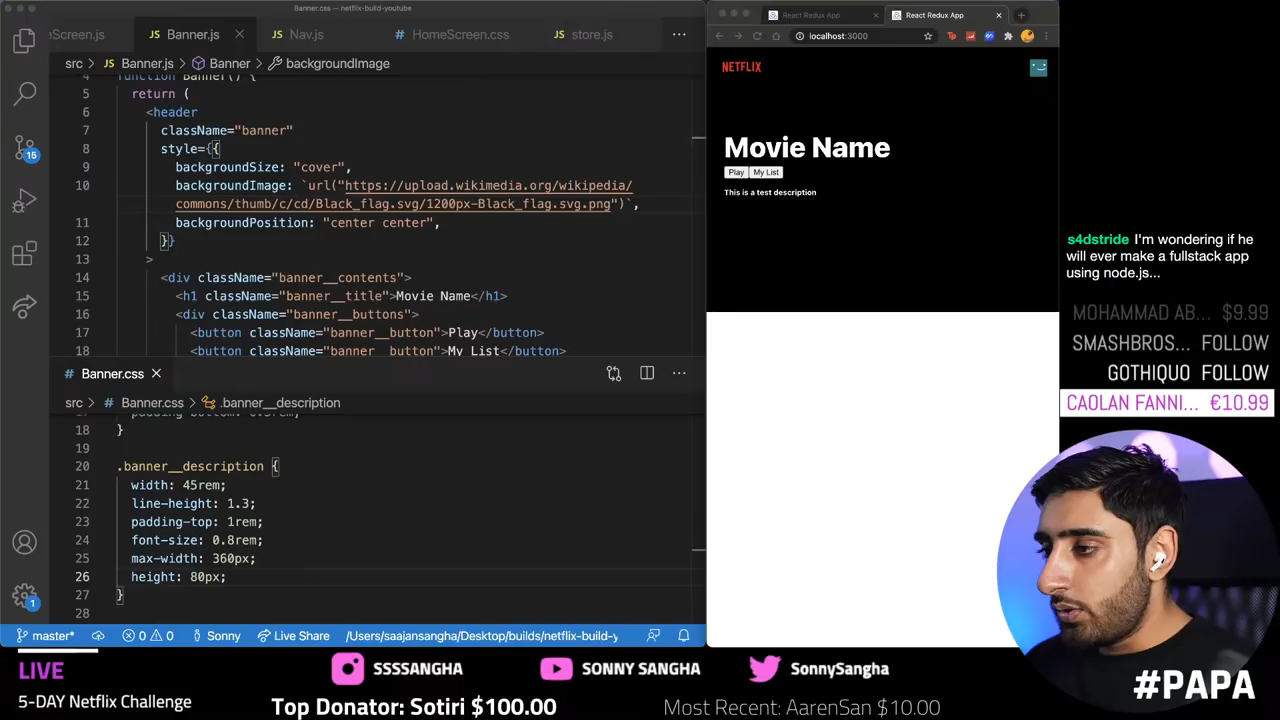 Banner.css — netflix-build-youtube
eScreen.js
JS Banner.js
JS Nav.js
# HomeScreen.css
JS store.js
src > JS Banner.js > Banner > backgroundImage
4 function Banner() {
5 return (
6 <header
7 className="banner"
8 style={{
9 backgroundSize: "cover",
10 backgroundImage: `url("https://upload.wikimedia.org/wikipedia/
commons/thumb/c/cd/Black_flag.svg/1200px-Black_flag.svg.png")`,
11 backgroundPosition: "center center",
12 }}
13 >
14 <div className="banner__contents">
15 <h1 className="banner__title">Movie Name</h1>
16 <div className="banner__buttons">
17 <button className="banner__button">Play</button>
18 <button className="banner__button">My List</button>
# Banner.css
src > # Banner.css > .banner__description
18 }
19
20 .banner__description {
21 width: 45rem;
22 line-height: 1.3;
23 padding-top: 1rem;
24 font-size: 0.8rem;
25 max-width: 360px;
26 height: 80px;
27 }
28
15
1
master*
0 0
Sonny
Live Share
/Users/saajansangha/Desktop/builds/netflix-build-y
React Redux App
React Redux App
localhost:3000
NETFLIX
Movie Name
Play
My List
This is a test description
s4dstride I'm wondering if he
will ever make a fullstack app
using node.js...
MOHAMMAD AB... $9.99
SMASHBROS... FOLLOW
GOTHIQUO FOLLOW
CAOLAN FANNI... €10.99
LIVE
5-DAY Netflix Challenge
SSSSANGHA
SONNY SANGHA
SonnySangha
Top Donator: Sotiri $100.00
Most Recent: AarenSan $10.00
#PAPA